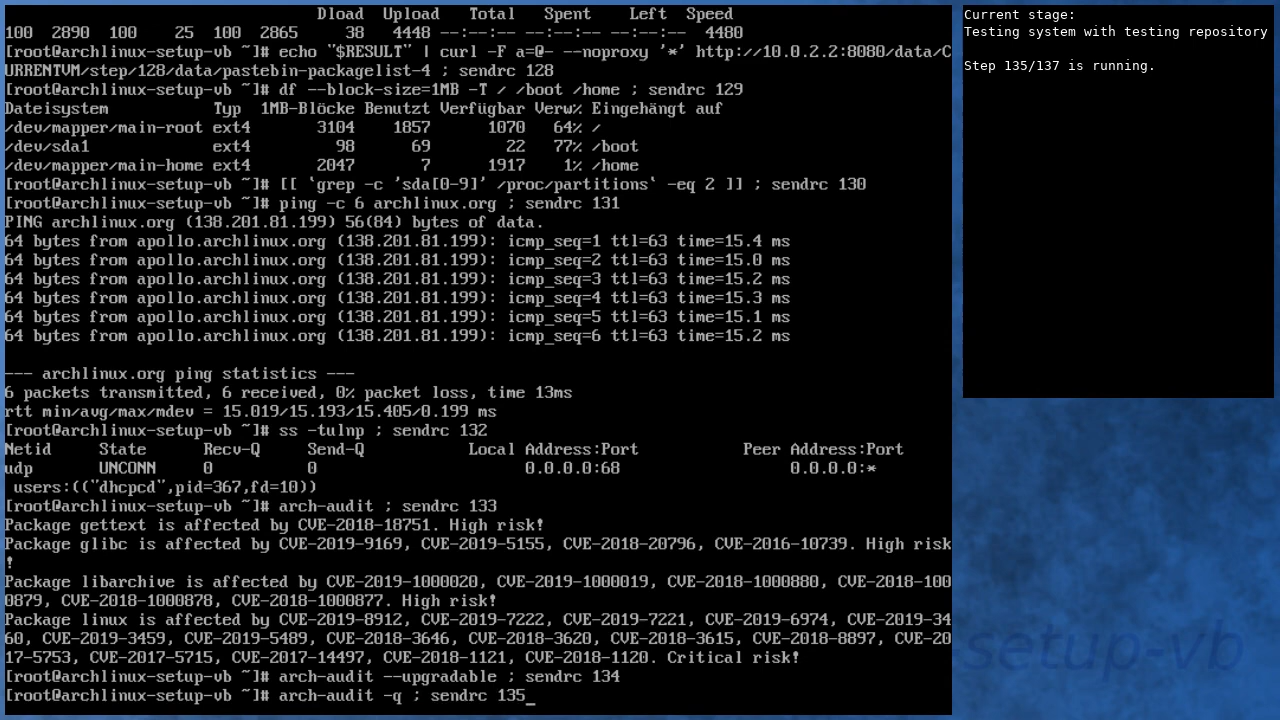 Dload  Upload   Total   Spent    Left  Speed
100  2890  100    25  100  2865     38   4448 --:--:-- --:--:-- --:--:--  4480
[root@archlinux-setup-vb ~]# echo "$RESULT" | curl -F a=@- --noproxy '*' http://10.0.2.2:8080/data/C
URRENTVM/step/128/data/pastebin-packagelist-4 ; sendrc 128
[root@archlinux-setup-vb ~]# df --block-size=1MB -T / /boot /home ; sendrc 129
Dateisystem           Typ  1MB-Blöcke Benutzt Verfügbar Verw% Eingehängt auf
/dev/mapper/main-root ext4       3104    1857      1070   64% /
/dev/sda1             ext4         98      69        22   77% /boot
/dev/mapper/main-home ext4       2047       7      1917    1% /home
[root@archlinux-setup-vb ~]# [[ `grep -c 'sda[0-9]' /proc/partitions` -eq 2 ]] ; sendrc 130
[root@archlinux-setup-vb ~]# ping -c 6 archlinux.org ; sendrc 131
PING archlinux.org (138.201.81.199) 56(84) bytes of data.
64 bytes from apollo.archlinux.org (138.201.81.199): icmp_seq=1 ttl=63 time=15.4 ms
64 bytes from apollo.archlinux.org (138.201.81.199): icmp_seq=2 ttl=63 time=15.0 ms
64 bytes from apollo.archlinux.org (138.201.81.199): icmp_seq=3 ttl=63 time=15.2 ms
64 bytes from apollo.archlinux.org (138.201.81.199): icmp_seq=4 ttl=63 time=15.3 ms
64 bytes from apollo.archlinux.org (138.201.81.199): icmp_seq=5 ttl=63 time=15.1 ms
64 bytes from apollo.archlinux.org (138.201.81.199): icmp_seq=6 ttl=63 time=15.2 ms

--- archlinux.org ping statistics ---
6 packets transmitted, 6 received, 0% packet loss, time 13ms
rtt min/avg/max/mdev = 15.019/15.193/15.405/0.199 ms
[root@archlinux-setup-vb ~]# ss -tulnp ; sendrc 132
Netid     State      Recv-Q     Send-Q           Local Address:Port           Peer Address:Port
udp       UNCONN     0          0                      0.0.0.0:68                  0.0.0.0:*
 users:(("dhcpcd",pid=367,fd=10))
[root@archlinux-setup-vb ~]# arch-audit ; sendrc 133
Package gettext is affected by CVE-2018-18751. High risk!
Package glibc is affected by CVE-2019-9169, CVE-2019-5155, CVE-2018-20796, CVE-2016-10739. High risk
!
Package libarchive is affected by CVE-2019-1000020, CVE-2019-1000019, CVE-2018-1000880, CVE-2018-100
0879, CVE-2018-1000878, CVE-2018-1000877. High risk!
Package linux is affected by CVE-2019-8912, CVE-2019-7222, CVE-2019-7221, CVE-2019-6974, CVE-2019-34
60, CVE-2019-3459, CVE-2019-5489, CVE-2018-3646, CVE-2018-3620, CVE-2018-3615, CVE-2018-8897, CVE-20
17-5753, CVE-2017-5715, CVE-2017-14497, CVE-2018-1121, CVE-2018-1120. Critical risk!
[root@archlinux-setup-vb ~]# arch-audit --upgradable ; sendrc 134
[root@archlinux-setup-vb ~]# arch-audit -q ; sendrc 135_
Current stage:
Testing system with testing repository

Step 135/137 is running.
setup-vb